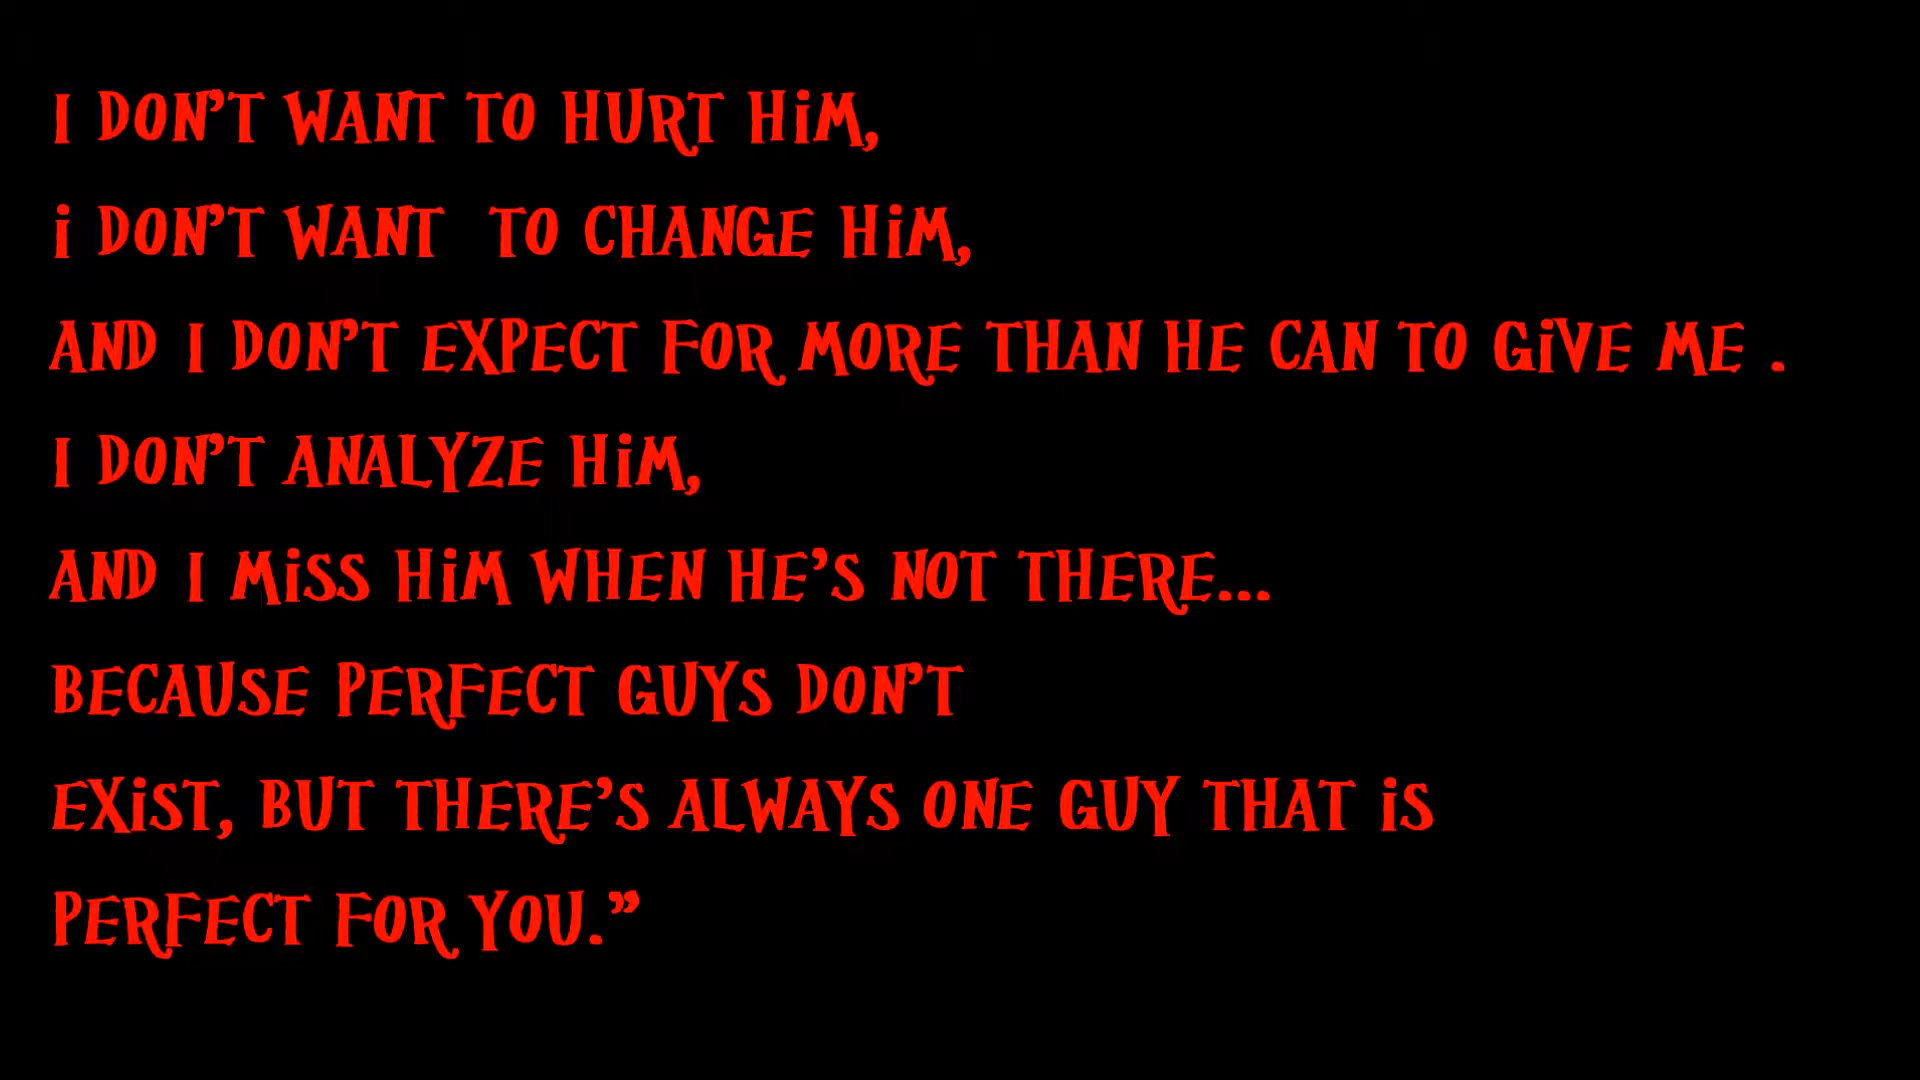 I DON'T WANT TO HURT HiM,
i DON'T WANT  TO CHANGE HiM,
AND I DON'T EXPECT FOR MORE THAN HE CAN TO GiVE ME .
I DON'T ANALYZE HiM,
AND I MiSS HiM WHEN HE'S NOT THERE...
BECAUSE PERFECT GUYS DON'T
EXiST, BUT THERE'S ALWAYS ONE GUY THAT iS
PERFECT FOR YOU.”